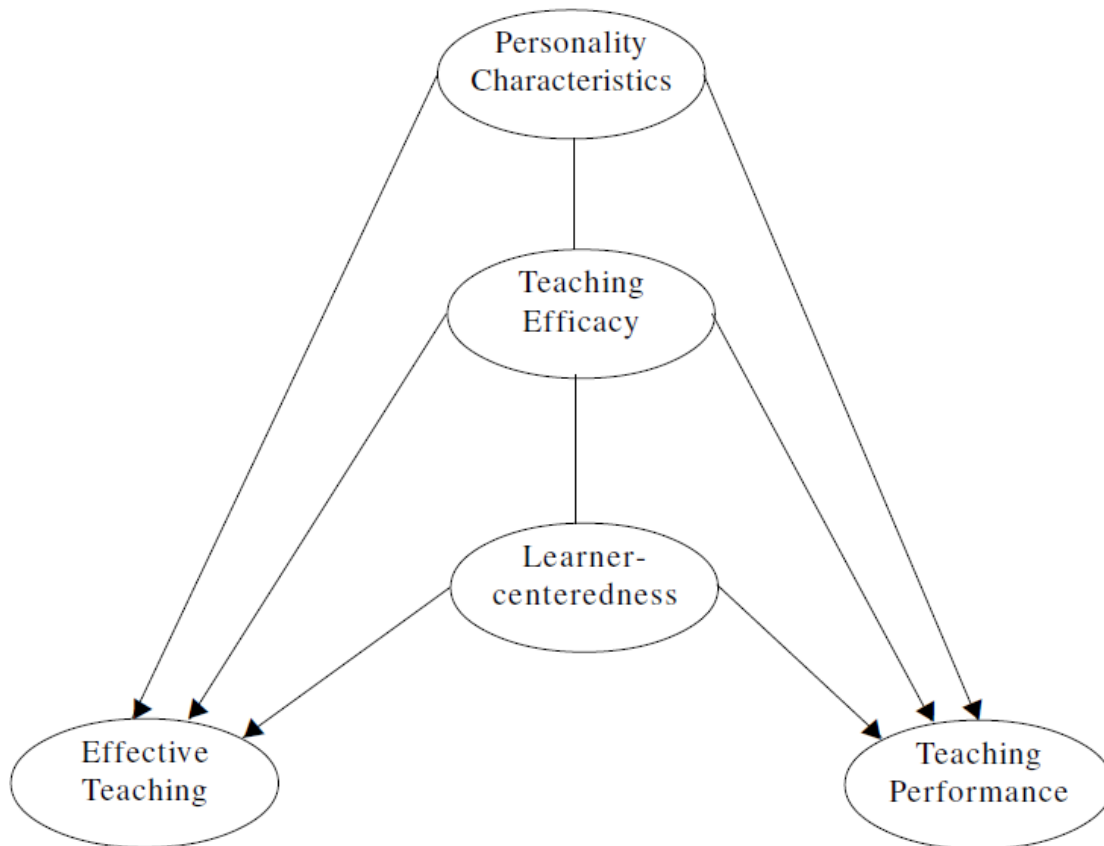 Personality
Characteristics
Teaching
Efficacy
Learner-
centeredness
Effective
Teaching
Teaching
Performance